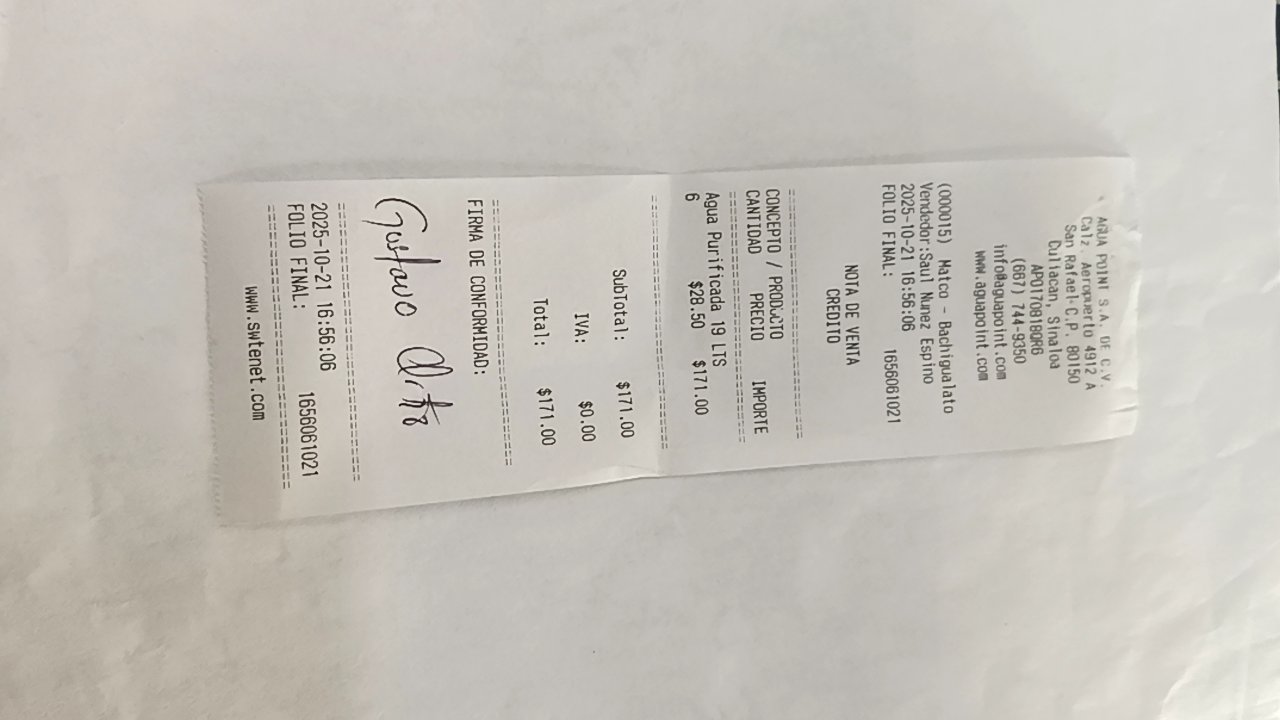 AGUA POINT S.A. DE C.V.
Calz. Aeropuerto 4912 A
San Rafael C.P. 80150
Culiacan, Sinaloa
APO170818QR6
(667) 744-9350
info@aguapoint.com
www.aguapoint.com
(000015) Matco - Bachigualato
Vendedor:Saul Nunez Espino
2025-10-21 16:56:06
FOLIO FINAL: 1656061021
NOTA DE VENTA
CREDITO
CONCEPTO / PRODUCTO
CANTIDAD PRECIO IMPORTE
Agua Purificada 19 LTS
6 $28.50 $171.00
SubTotal: $171.00
IVA: $0.00
Total: $171.00
FIRMA DE CONFORMIDAD:
Gustavo
2025-10-21 16:56:06
FOLIO FINAL: 1656061021
www.swtenet.com